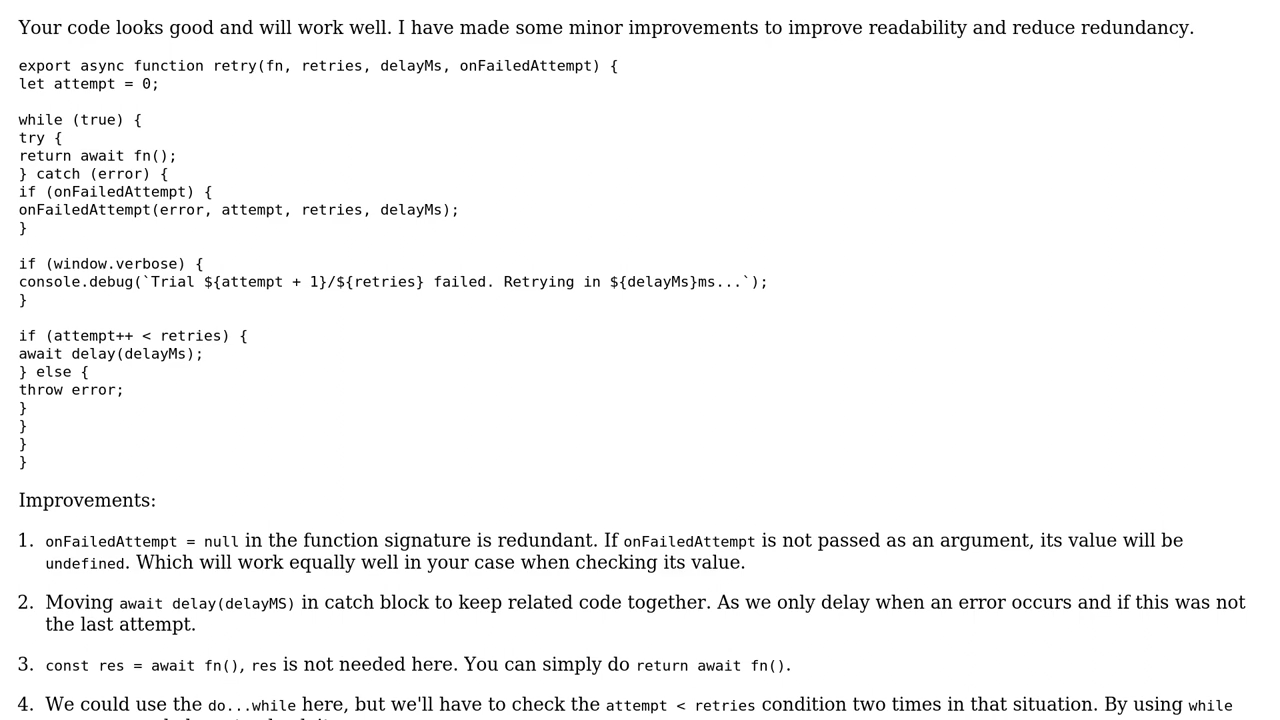 Your code looks good and will work well. I have made some minor improvements to improve readability and reduce redundancy.
export async function retry(fn, retries, delayMs, onFailedAttempt) {
let attempt = 0;
while (true) {
try {
return await fn();
} catch (error) {
if (onFailedAttempt) {
onFailedAttempt(error, attempt, retries, delayMs);
}
if (window.verbose) {
console.debug(`Trial ${attempt + 1}/${retries} failed. Retrying in ${delayMs}ms...`);
}
if (attempt++ < retries) {
await delay(delayMs);
} else {
throw error;
}
}
}
}
Improvements:
1. onFailedAttempt = null in the function signature is redundant. If onFailedAttempt is not passed as an argument, its value will be
undefined. Which will work equally well in your case when checking its value.
2. Moving await delay(delayMS) in catch block to keep related code together. As we only delay when an error occurs and if this was not
the last attempt.
3. const res = await fn(), res is not needed here. You can simply do return await fn().
4. We could use the do...while here, but we'll have to check the attempt < retries condition two times in that situation. By using while